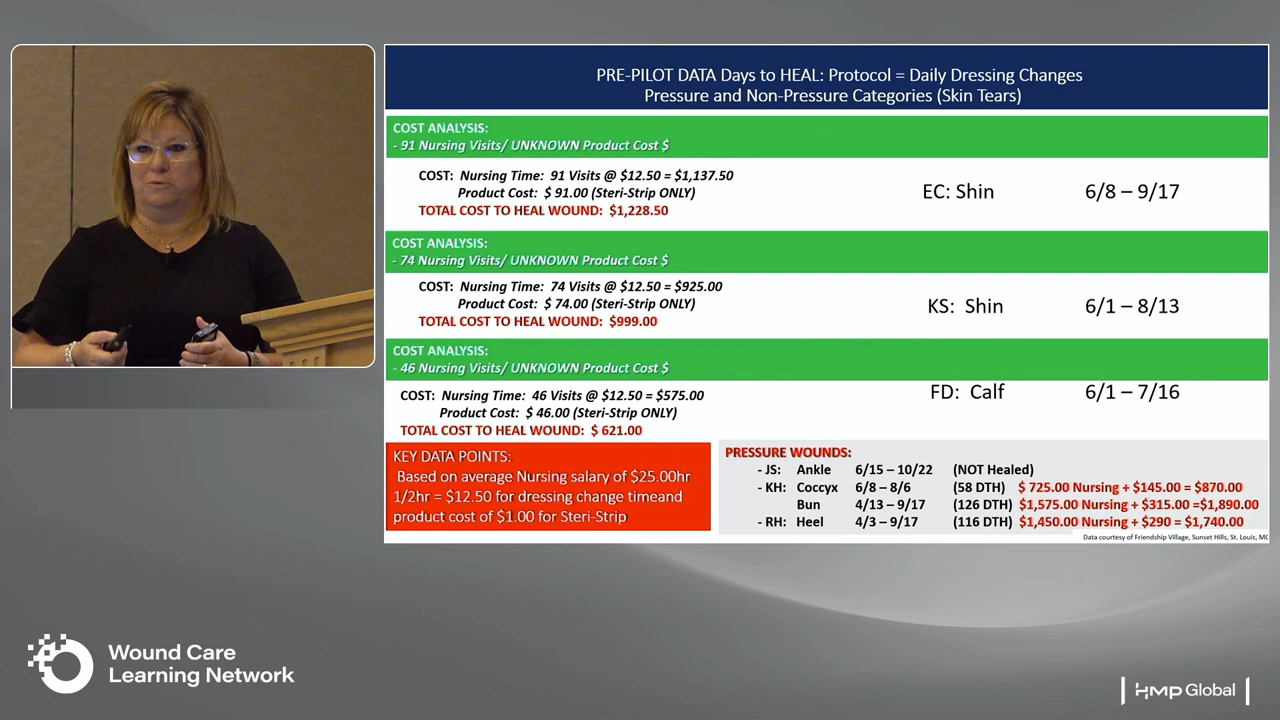 PRE-PILOT DATA Days to HEAL: Protocol = Daily Dressing Changes
Pressure and Non-Pressure Categories (Skin Tears)
COST ANALYSIS:
- 91 Nursing Visits/ UNKNOWN Product Cost $
COST: Nursing Time: 91 Visits @ $12.50 = $1,137.50
Product Cost: $ 91.00 (Steri-Strip ONLY)
TOTAL COST TO HEAL WOUND: $1,228.50
EC: Shin 6/8 – 9/17
COST ANALYSIS:
- 74 Nursing Visits/ UNKNOWN Product Cost $
COST: Nursing Time: 74 Visits @ $12.50 = $925.00
Product Cost: $ 74.00 (Steri-Strip ONLY)
TOTAL COST TO HEAL WOUND: $999.00
KS: Shin 6/1 – 8/13
COST ANALYSIS:
- 46 Nursing Visits/ UNKNOWN Product Cost $
COST: Nursing Time: 46 Visits @ $12.50 = $575.00
Product Cost: $ 46.00 (Steri-Strip ONLY)
TOTAL COST TO HEAL WOUND: $ 621.00
FD: Calf 6/1 – 7/16
KEY DATA POINTS:
Based on average Nursing salary of $25.00hr
1/2hr = $12.50 for dressing change timeand
product cost of $1.00 for Steri-Strip
PRESSURE WOUNDS:
- JS: Ankle 6/15 – 10/22 (NOT Healed)
- KH: Coccyx 6/8 – 8/6 (58 DTH) $ 725.00 Nursing + $145.00 = $870.00
Bun 4/13 – 9/17 (126 DTH) $1,575.00 Nursing + $315.00 =$1,890.00
- RH: Heel 4/3 – 9/17 (116 DTH) $1,450.00 Nursing + $290 = $1,740.00
Data courtesy of Friendship Village, Sunset Hills, St. Louis, MO
Wound Care
Learning Network
HMP Global